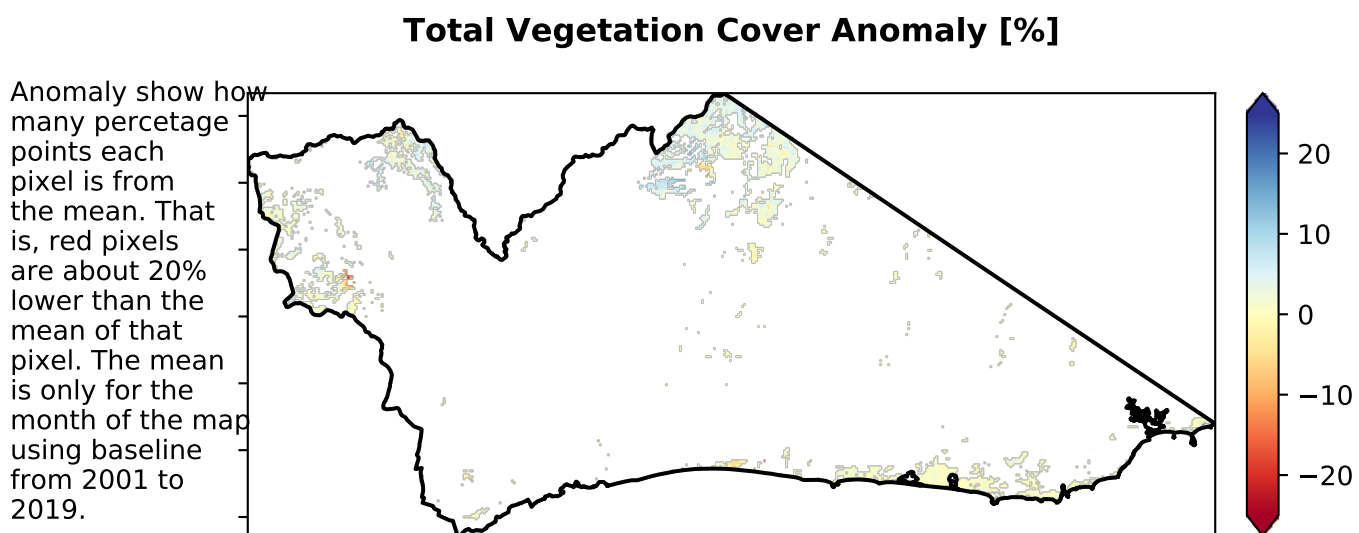 Total Vegetation Cover Anomaly [%]
Anomaly show how
many percetage
points each
pixel is from
the mean. That
is, red pixels
are about 20%
lower than the
mean of that
pixel. The mean
is only for the
month of the map
using baseline
from 2001 to
2019.
20
10
0
−10
−20